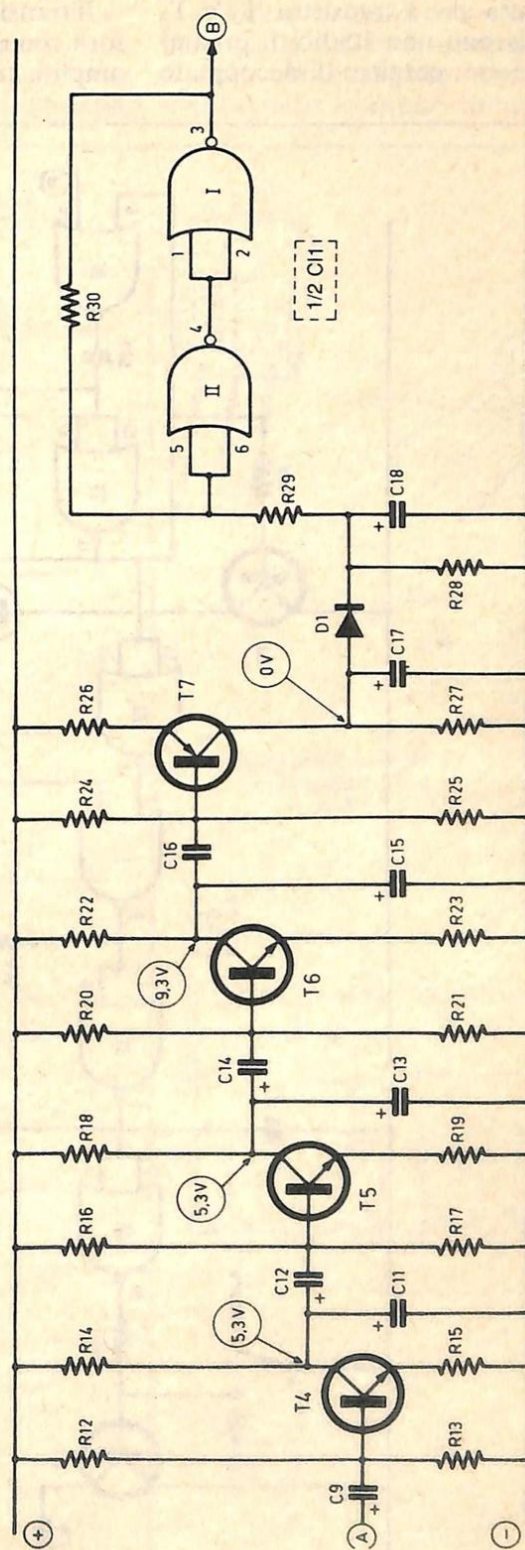 +
R12
R14
R16
R18
R20
R22
R24
R26
R30
B
3
I
1
2
4
II
5
6
1/2 CI1
5,3V
5,3V
9,3V
0V
T4
T5
T6
T7
A
C9
C12
C14
C16
D1
R29
C11
C13
C15
C17
C18
R13
R15
R17
R19
R21
R23
R25
R27
R28
−